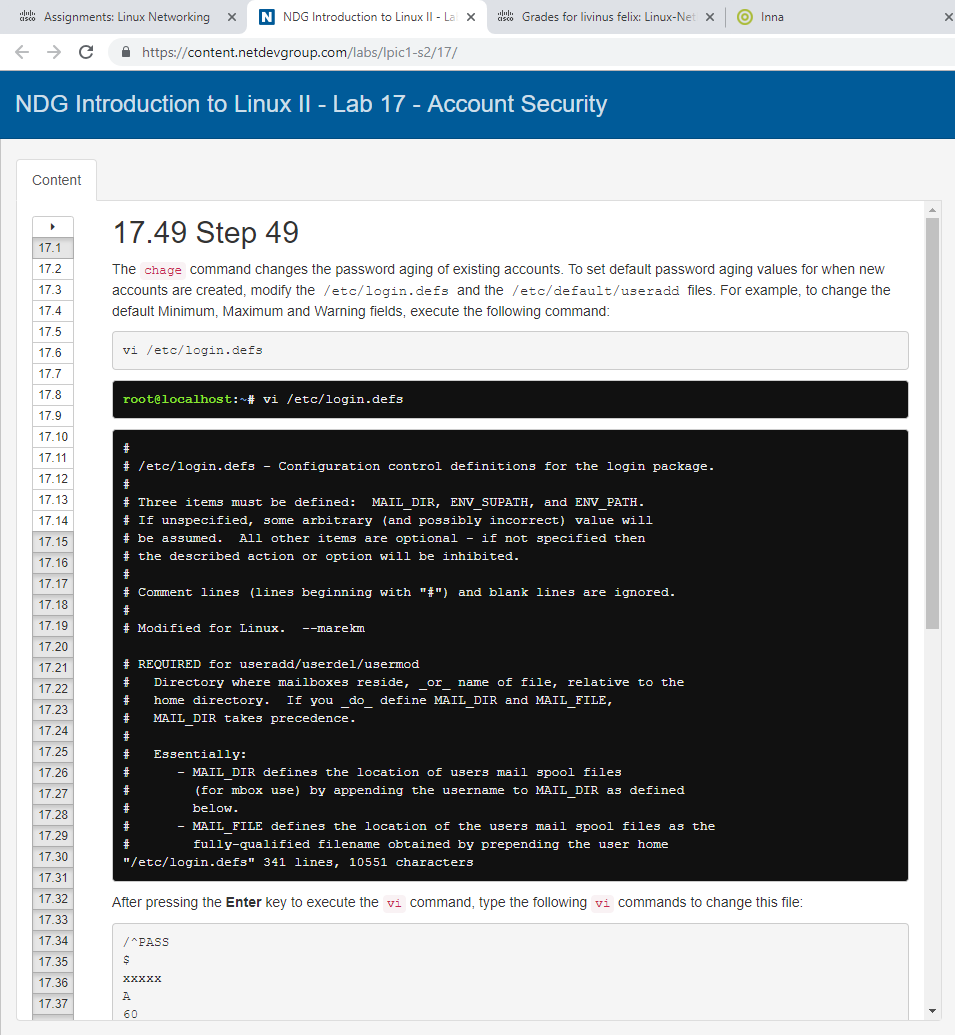 Assignments: Linux Networking
NDG Introduction to Linux II - La
Grades for livinus felix: Linux-Net
Inna
https://content.netdevgroup.com/labs/lpic1-s2/17/
NDG Introduction to Linux II - Lab 17 - Account Security
Content
17.1
17.2
17.3
17.4
17.5
17.6
17.7
17.8
17.9
17.10
17.11
17.12
17.13
17.14
17.15
17.16
17.17
17.18
17.19
17.20
17.21
17.22
17.23
17.24
17.25
17.26
17.27
17.28
17.29
17.30
17.31
17.32
17.33
17.34
17.35
17.36
17.37
17.49 Step 49
The chage command changes the password aging of existing accounts. To set default password aging values for when new
accounts are created, modify the /etc/login.defs and the /etc/default/useradd files. For example, to change the
default Minimum, Maximum and Warning fields, execute the following command:
vi /etc/login.defs
root@localhost:~# vi /etc/login.defs
#
# /etc/login.defs - Configuration control definitions for the login package.
#
# Three items must be defined:  MAIL_DIR, ENV_SUPATH, and ENV_PATH.
# If unspecified, some arbitrary (and possibly incorrect) value will
# be assumed.  All other items are optional - if not specified then
# the described action or option will be inhibited.
#
# Comment lines (lines beginning with "#") and blank lines are ignored.
#
# Modified for Linux.  --marekm
# REQUIRED for useradd/userdel/usermod
#   Directory where mailboxes reside, _or_ name of file, relative to the
#   home directory.  If you _do_ define MAIL_DIR and MAIL_FILE,
#   MAIL_DIR takes precedence.
#
#   Essentially:
#      - MAIL_DIR defines the location of users mail spool files
#        (for mbox use) by appending the username to MAIL_DIR as defined
#        below.
#      - MAIL_FILE defines the location of the users mail spool files as the
#        fully-qualified filename obtained by prepending the user home
"/etc/login.defs" 341 lines, 10551 characters
After pressing the Enter key to execute the vi command, type the following vi commands to change this file:
/^PASS
$
xxxxx
A
60